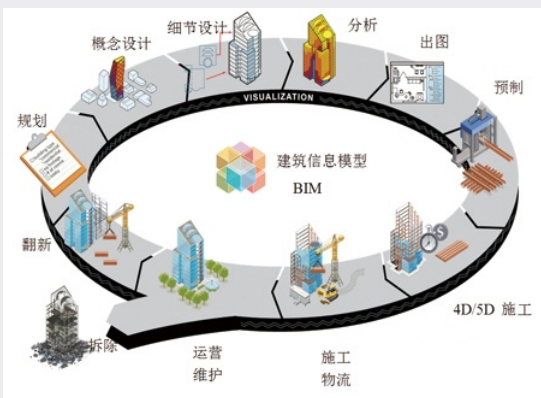 细节设计
分析
概念设计
出图
预制
规划
VISUALIZATION
建筑信息模型
BIM
翻新
4D/5D 施工
拆除
运营
维护
施工
物流
$